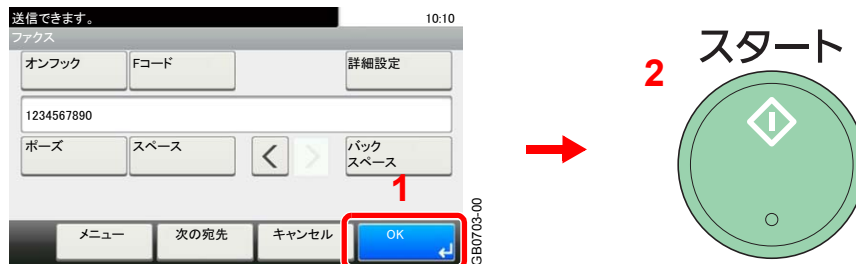 送信できます。
10:10
ファクス
オンフック
Fコード
詳細設定
1234567890
ポーズ
スペース
バック
スペース
1
メニュー
次の宛先
キャンセル
OK
GB0703-00
2
スタート